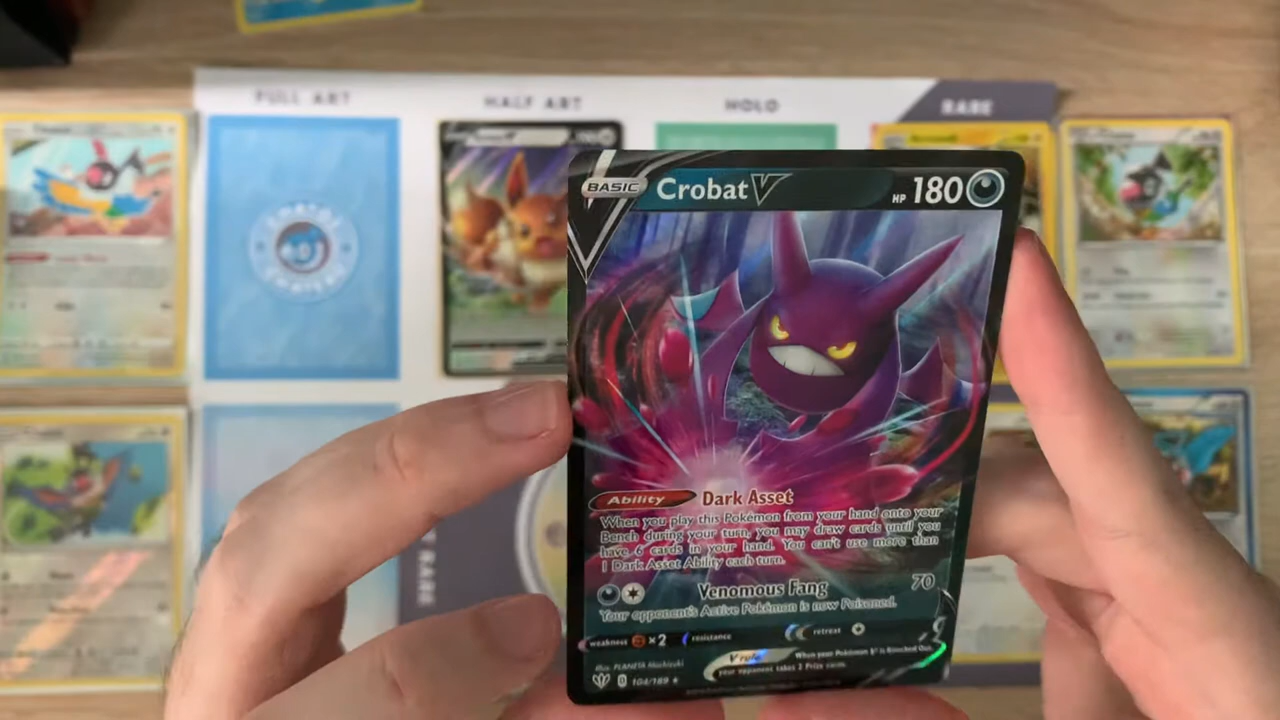 FULL ART
HALF ART
HOLO
RARE
BASIC
Crobat V
HP 180
Ability Dark Asset
When you play this Pokémon from your hand onto your
Bench during your turn, you may draw cards until you
have 6 cards in your hand. You can't use more than
1 Dark Asset Ability each turn.
Venomous Fang 70
Your opponent's Active Pokémon is now Poisoned.
weakness ×2 resistance retreat
V rule When your Pokémon V is Knocked Out,
your opponent takes 2 Prize cards.
Illus. PLANETA Mochizuki
104/189
RARE